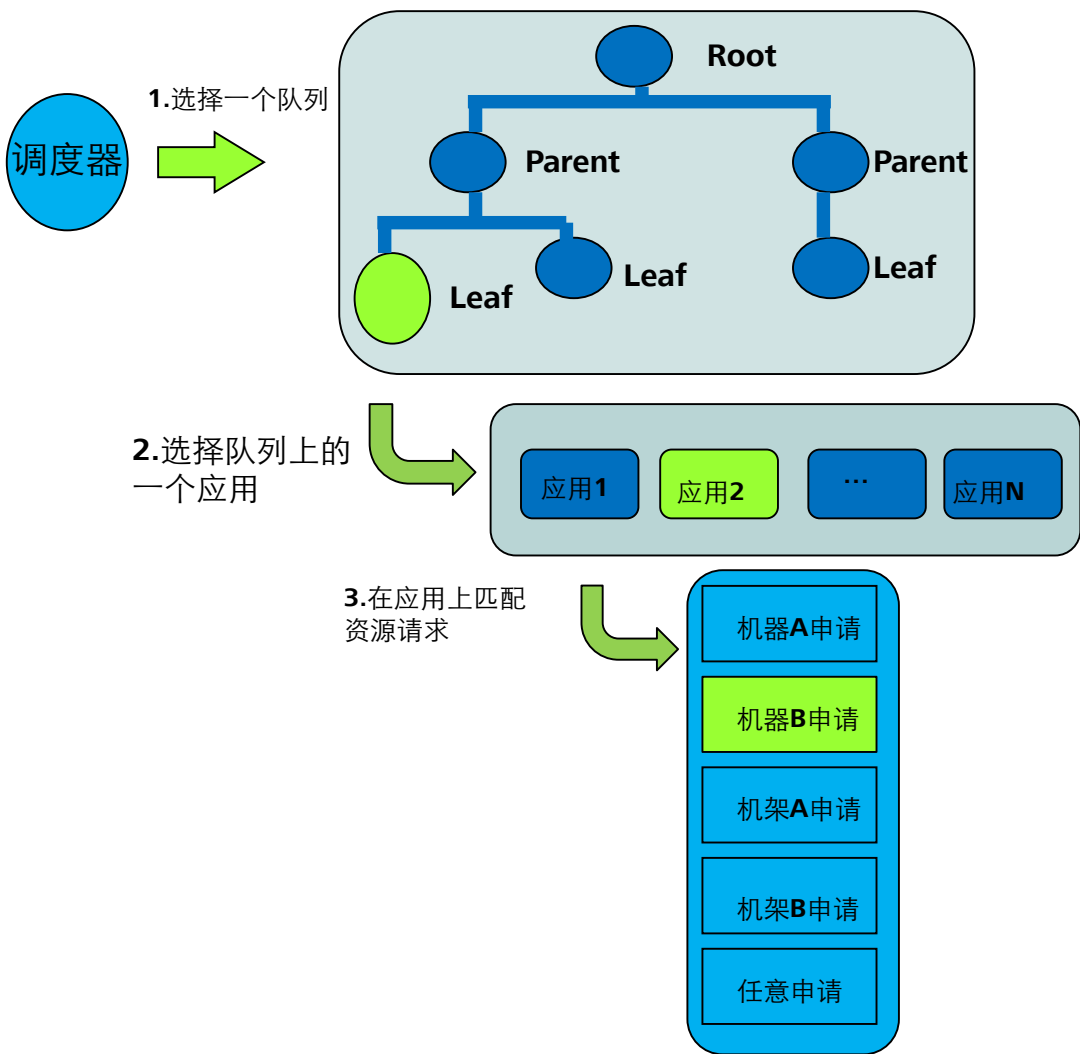 Root
1.选择一个队列
调度器
Parent
Parent
Leaf
Leaf
Leaf
2.选择队列上的
一个应用
应用1
应用2
...
应用N
3.在应用上匹配
资源请求
机器A申请
机器B申请
机架A申请
机架B申请
任意申请